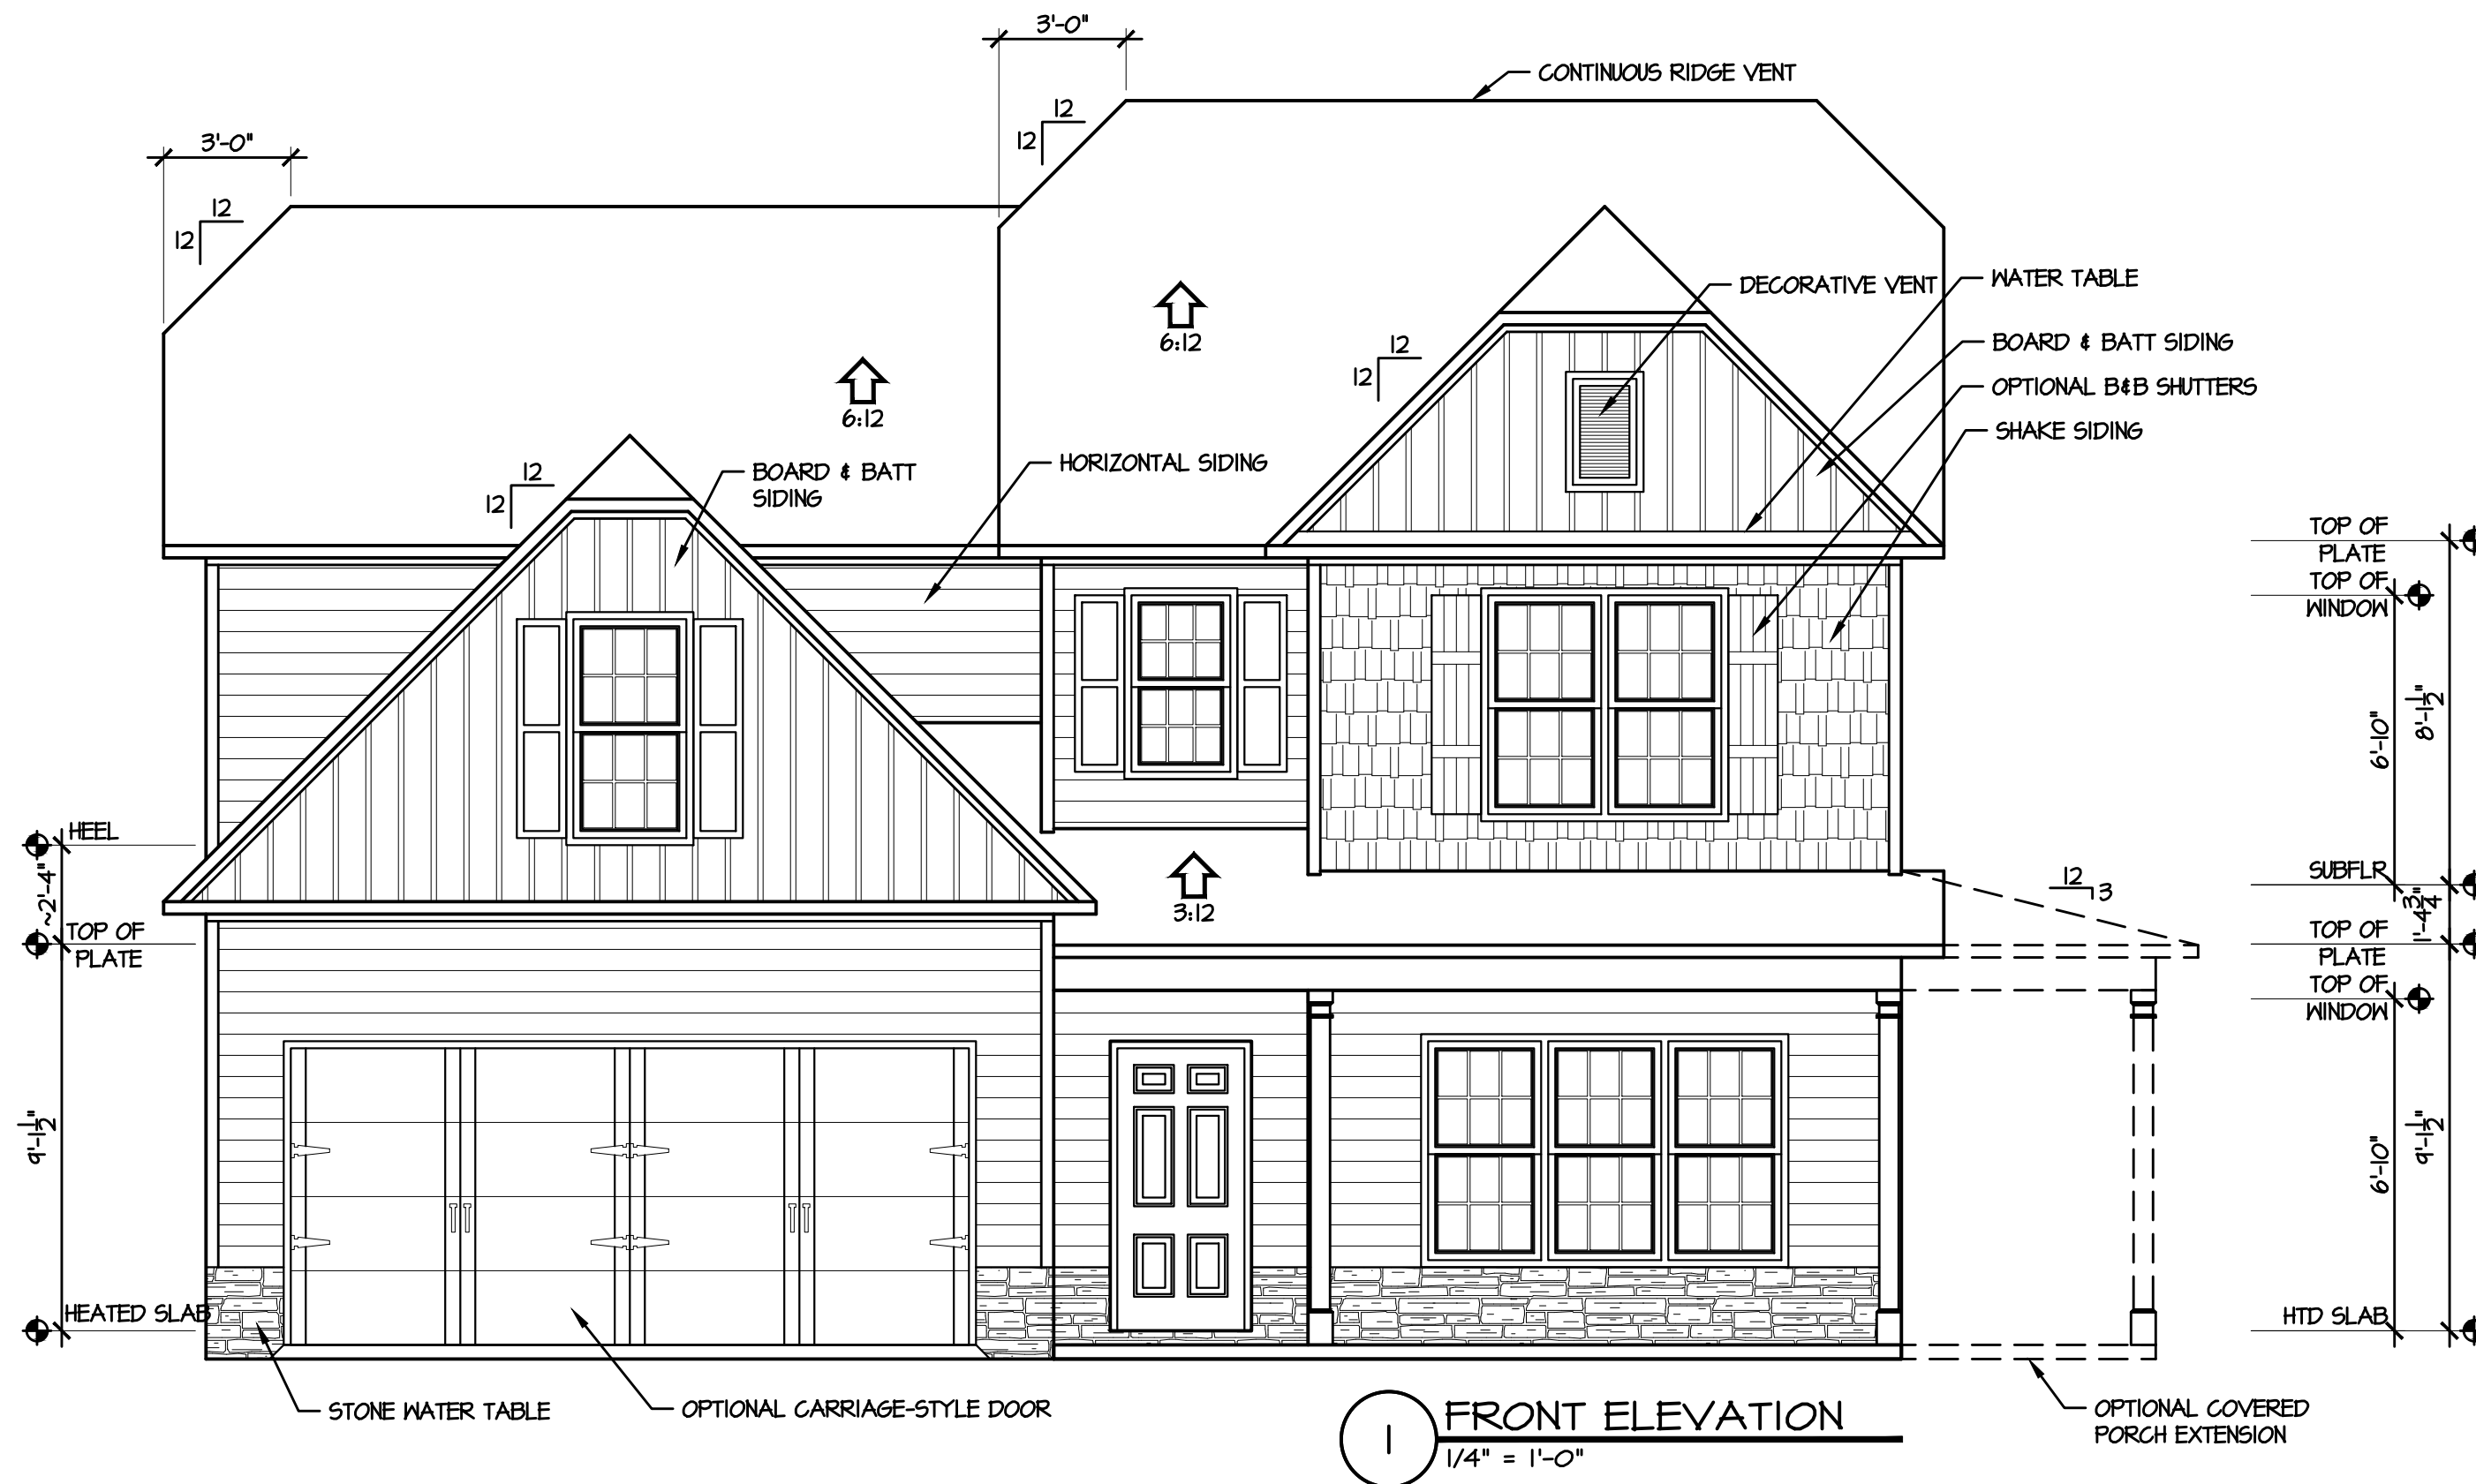 3'-0"
CONTINUOUS RIDGE VENT
12
12
3'-0"
12
12
DECORATIVE VENT
WATER TABLE
6:12
12
12
BOARD & BATT SIDING
OPTIONAL B&B SHUTTERS
6:12
SHAKE SIDING
12
12
BOARD & BATT
SIDING
HORIZONTAL SIDING
TOP OF
PLATE
TOP OF
WINDOW
6'-10"
8'-1 1/2"
HEEL
~2'-4"
TOP OF
PLATE
3:12
12
3
SUBFLR
1'-4 3/4"
TOP OF
PLATE
TOP OF
WINDOW
9'-1 1/2"
6'-10"
9'-1 1/2"
HEATED SLAB
HTD SLAB
STONE WATER TABLE
OPTIONAL CARRIAGE-STYLE DOOR
1
FRONT ELEVATION
1/4" = 1'-0"
OPTIONAL COVERED
PORCH EXTENSION